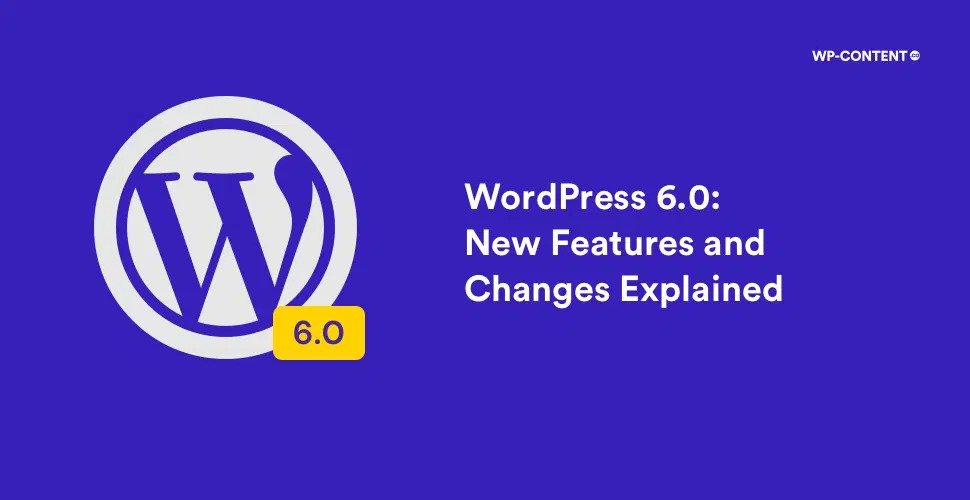 WP-CONTENT
WordPress 6.0:
New Features and
Changes Explained
6.0